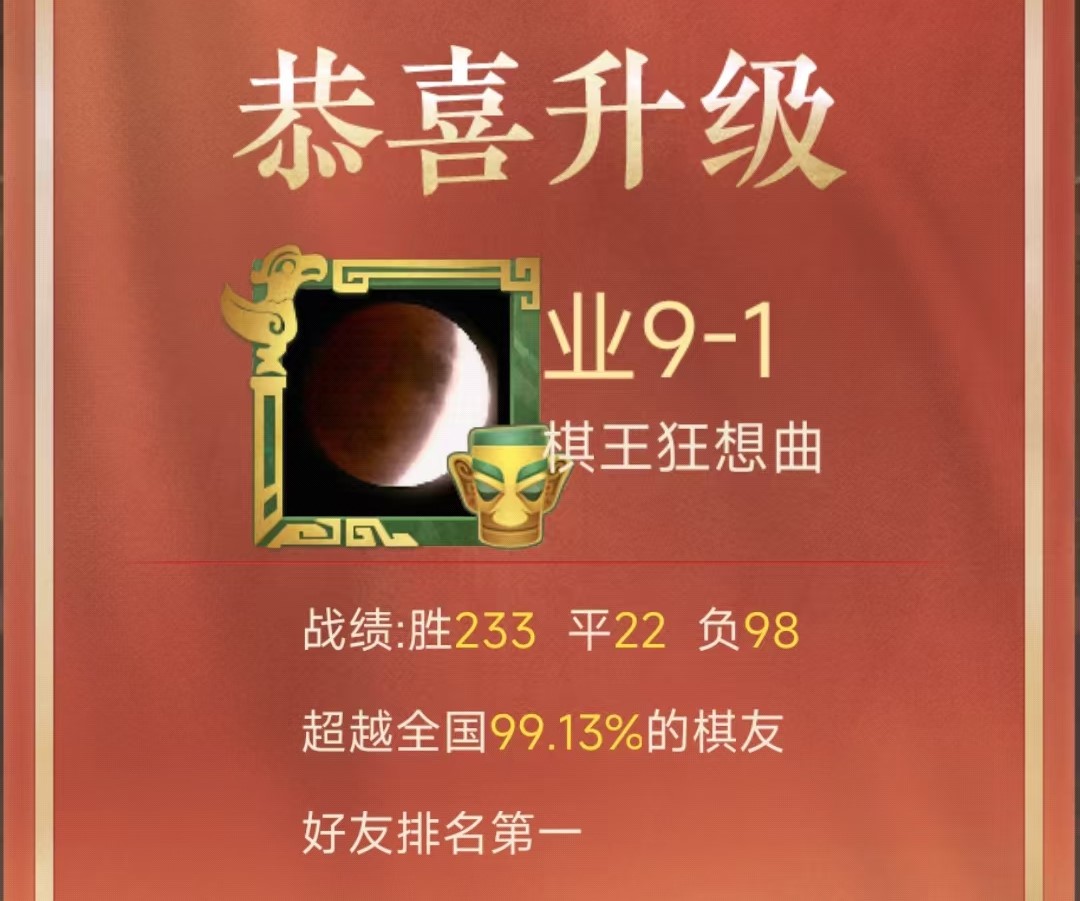 恭喜升级
业9-1
棋王狂想曲
战绩:胜233 平22 负98
超越全国99.13%的棋友
好友排名第一